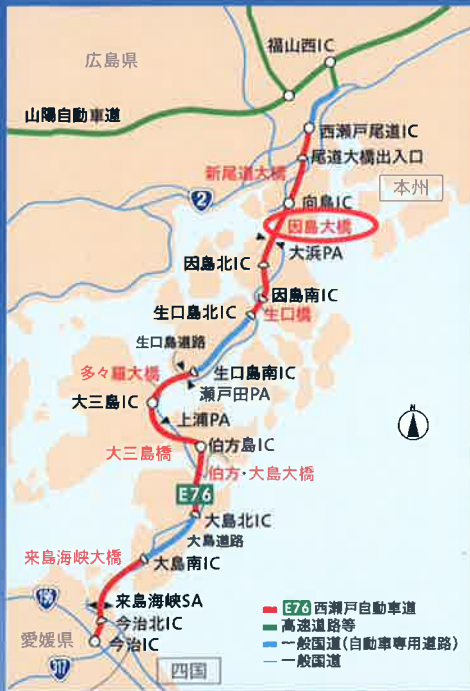 福山西IC
広島県
山陽自動車道
西瀬戸尾道IC
尾道大橋出入口
新尾道大橋
本州
2
向島IC
因島大橋
大浜PA
因島北IC
因島南IC
生口島北IC
生口橋
生口島道路
多々羅大橋
生口島南IC
瀬戸田PA
大三島IC
上浦PA
大三島橋
伯方島IC
伯方・大島大橋
E76
大島北IC
大島道路
来島海峡大橋
大島南IC
196
来島海峡SA
今治北IC
愛媛県
今治IC
317
四国
N
E76 西瀬戸自動車道
高速道路等
一般国道(自動車専用道路)
一般国道